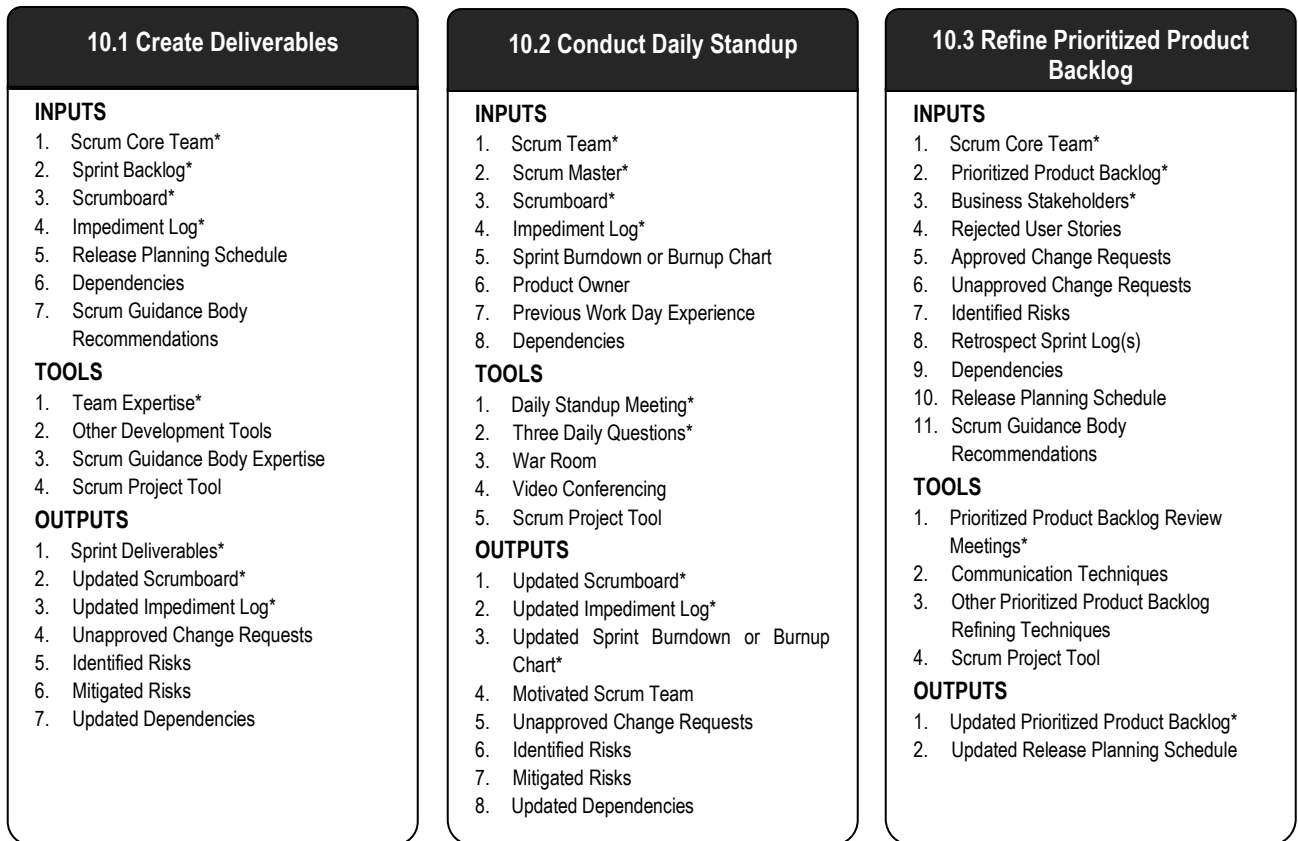 10.1 Create Deliverables
INPUTS
1. Scrum Core Team*
2. Sprint Backlog*
3. Scrumboard*
4. Impediment Log*
5. Release Planning Schedule
6. Dependencies
7. Scrum Guidance Body
Recommendations
TOOLS
1. Team Expertise*
2. Other Development Tools
3. Scrum Guidance Body Expertise
4. Scrum Project Tool
OUTPUTS
1. Sprint Deliverables*
2. Updated Scrumboard*
3. Updated Impediment Log*
4. Unapproved Change Requests
5. Identified Risks
6. Mitigated Risks
7. Updated Dependencies
10.2 Conduct Daily Standup
INPUTS
1. Scrum Team*
2. Scrum Master*
3. Scrumboard*
4. Impediment Log*
5. Sprint Burndown or Burnup Chart
6. Product Owner
7. Previous Work Day Experience
8. Dependencies
TOOLS
1. Daily Standup Meeting*
2. Three Daily Questions*
3. War Room
4. Video Conferencing
5. Scrum Project Tool
OUTPUTS
1. Updated Scrumboard*
2. Updated Impediment Log*
3. Updated Sprint Burndown or Burnup
Chart*
4. Motivated Scrum Team
5. Unapproved Change Requests
6. Identified Risks
7. Mitigated Risks
8. Updated Dependencies
10.3 Refine Prioritized Product
Backlog
INPUTS
1. Scrum Core Team*
2. Prioritized Product Backlog*
3. Business Stakeholders*
4. Rejected User Stories
5. Approved Change Requests
6. Unapproved Change Requests
7. Identified Risks
8. Retrospect Sprint Log(s)
9. Dependencies
10. Release Planning Schedule
11. Scrum Guidance Body
Recommendations
TOOLS
1. Prioritized Product Backlog Review
Meetings*
2. Communication Techniques
3. Other Prioritized Product Backlog
Refining Techniques
4. Scrum Project Tool
OUTPUTS
1. Updated Prioritized Product Backlog*
2. Updated Release Planning Schedule